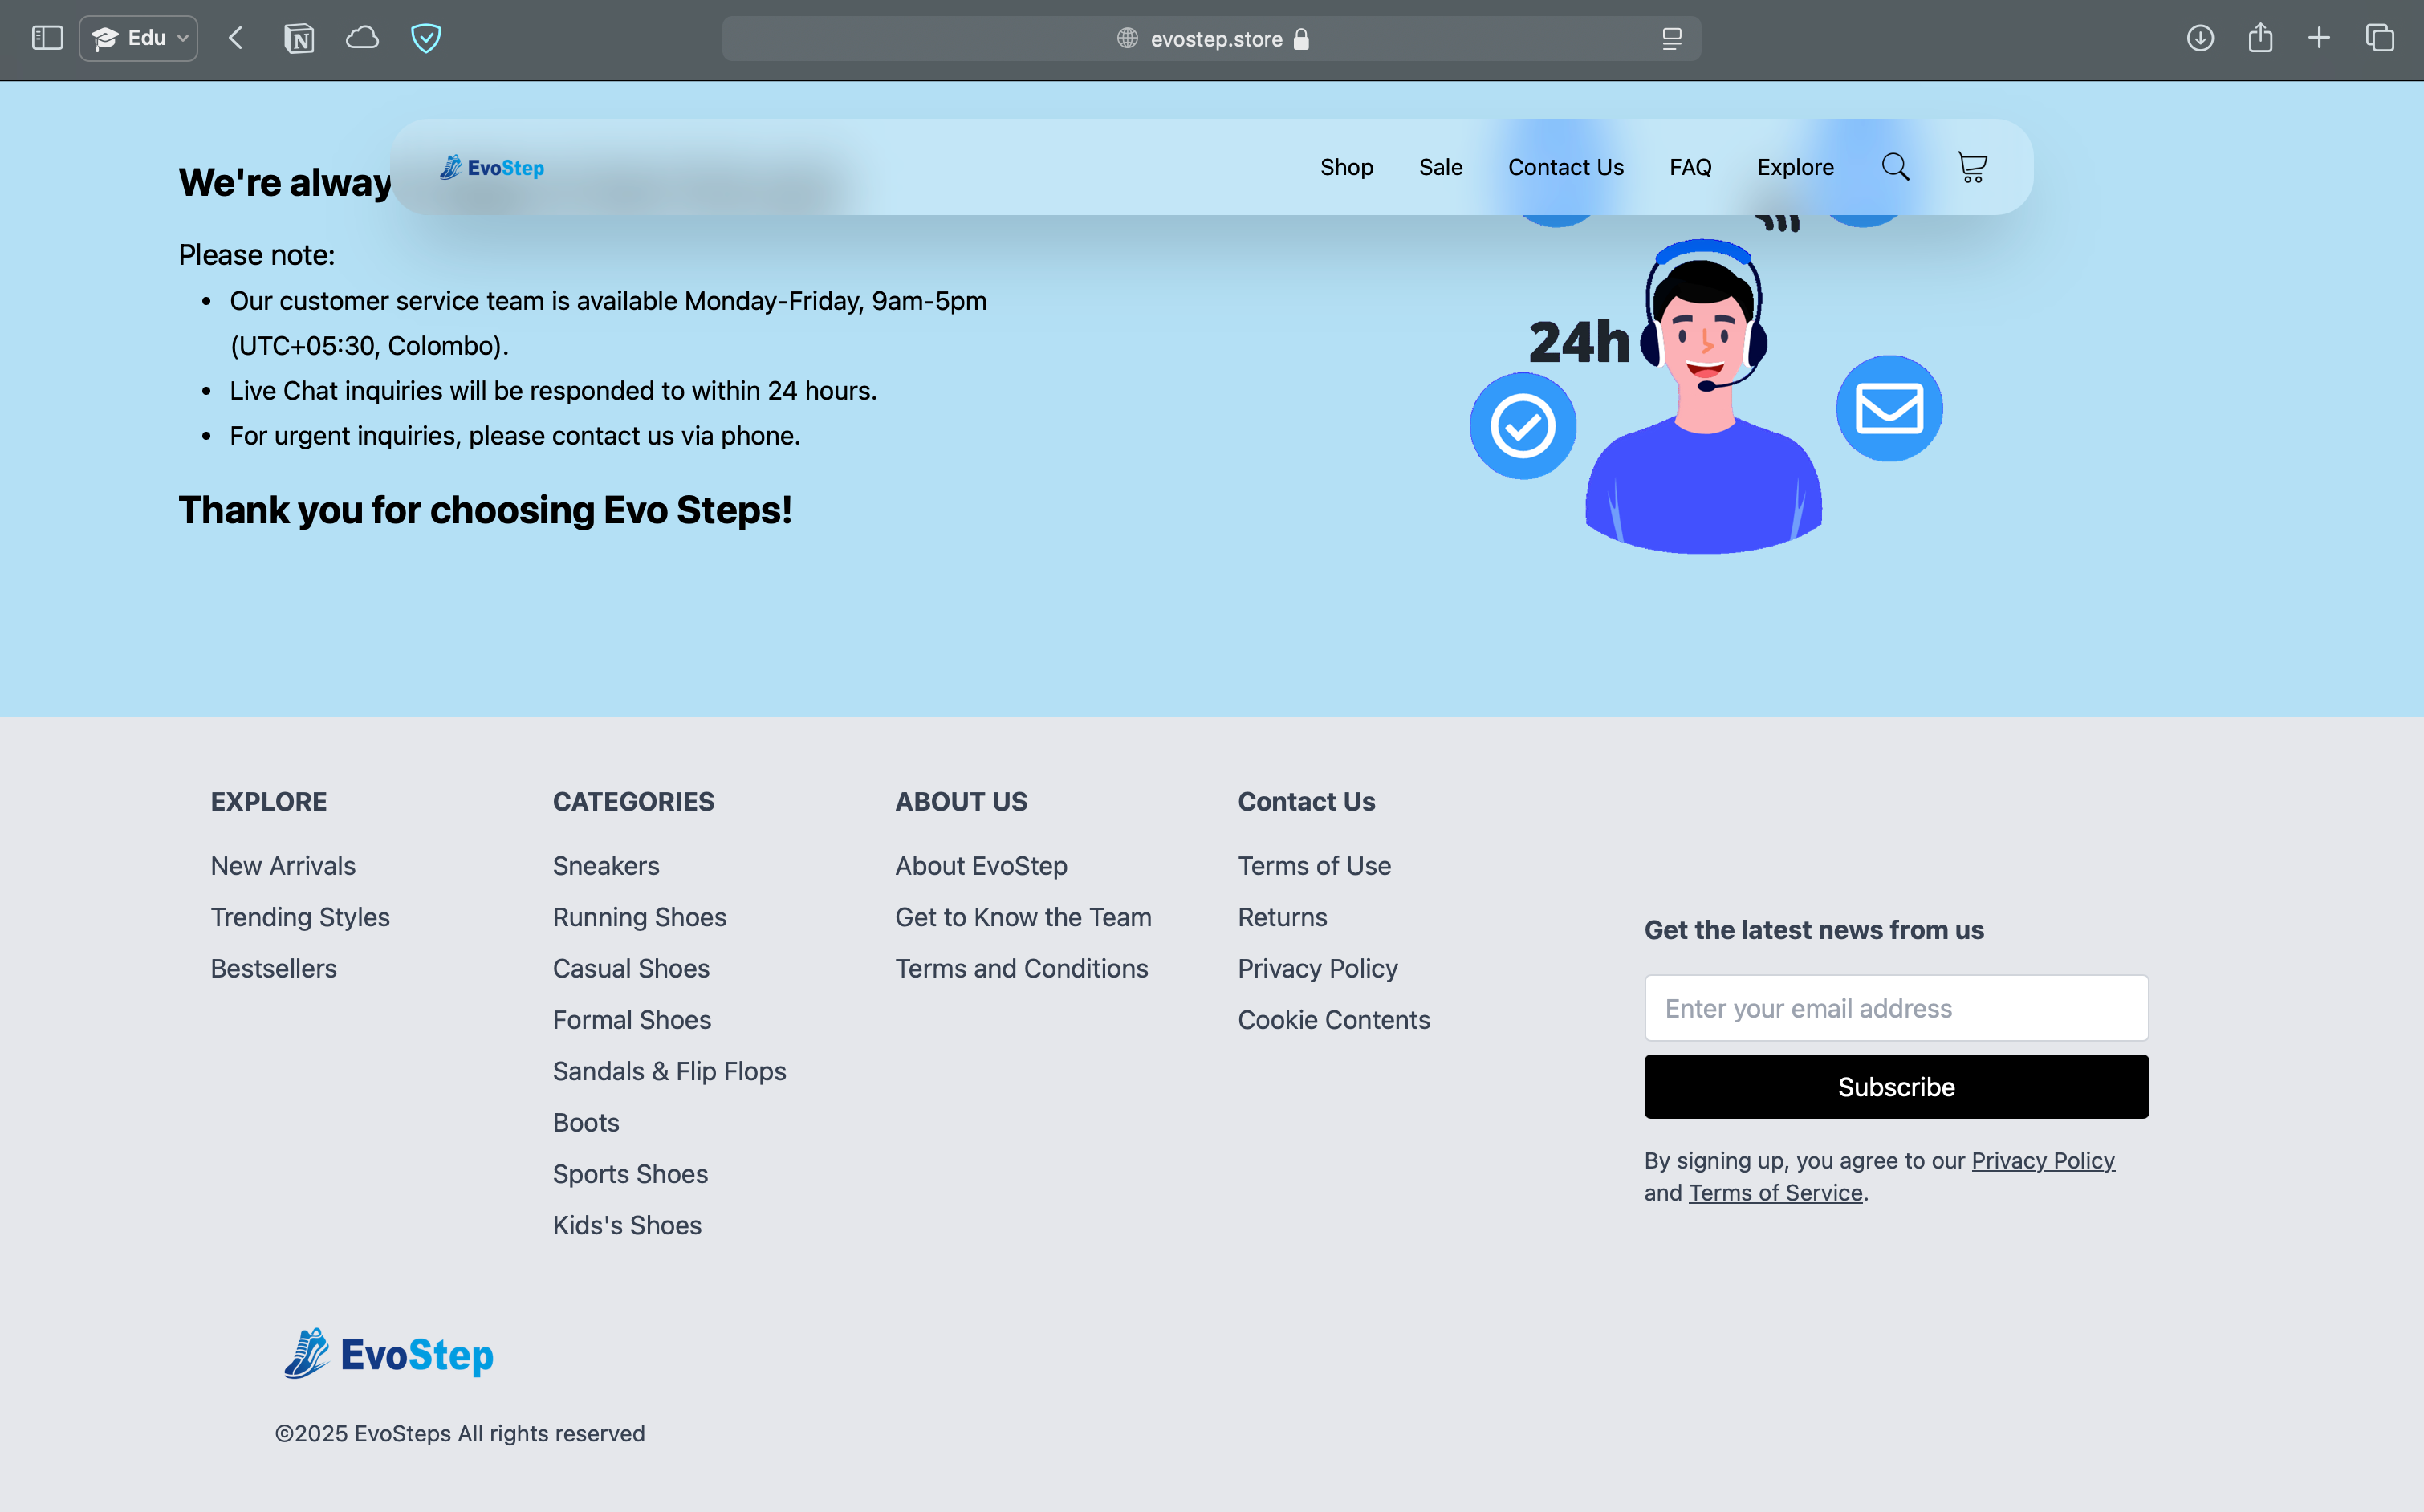 Edu
evostep.store
EvoStep
Shop
Sale
Contact Us
FAQ
Explore
We're alway
Please note:
• Our customer service team is available Monday-Friday, 9am-5pm
(UTC+05:30, Colombo).
• Live Chat inquiries will be responded to within 24 hours.
• For urgent inquiries, please contact us via phone.
Thank you for choosing Evo Steps!
24h
EXPLORE
New Arrivals
Trending Styles
Bestsellers
CATEGORIES
Sneakers
Running Shoes
Casual Shoes
Formal Shoes
Sandals & Flip Flops
Boots
Sports Shoes
Kids's Shoes
ABOUT US
About EvoStep
Get to Know the Team
Terms and Conditions
Contact Us
Terms of Use
Returns
Privacy Policy
Cookie Contents
Get the latest news from us
Enter your email address
Subscribe
By signing up, you agree to our Privacy Policy
and Terms of Service.
EvoStep
©2025 EvoSteps All rights reserved